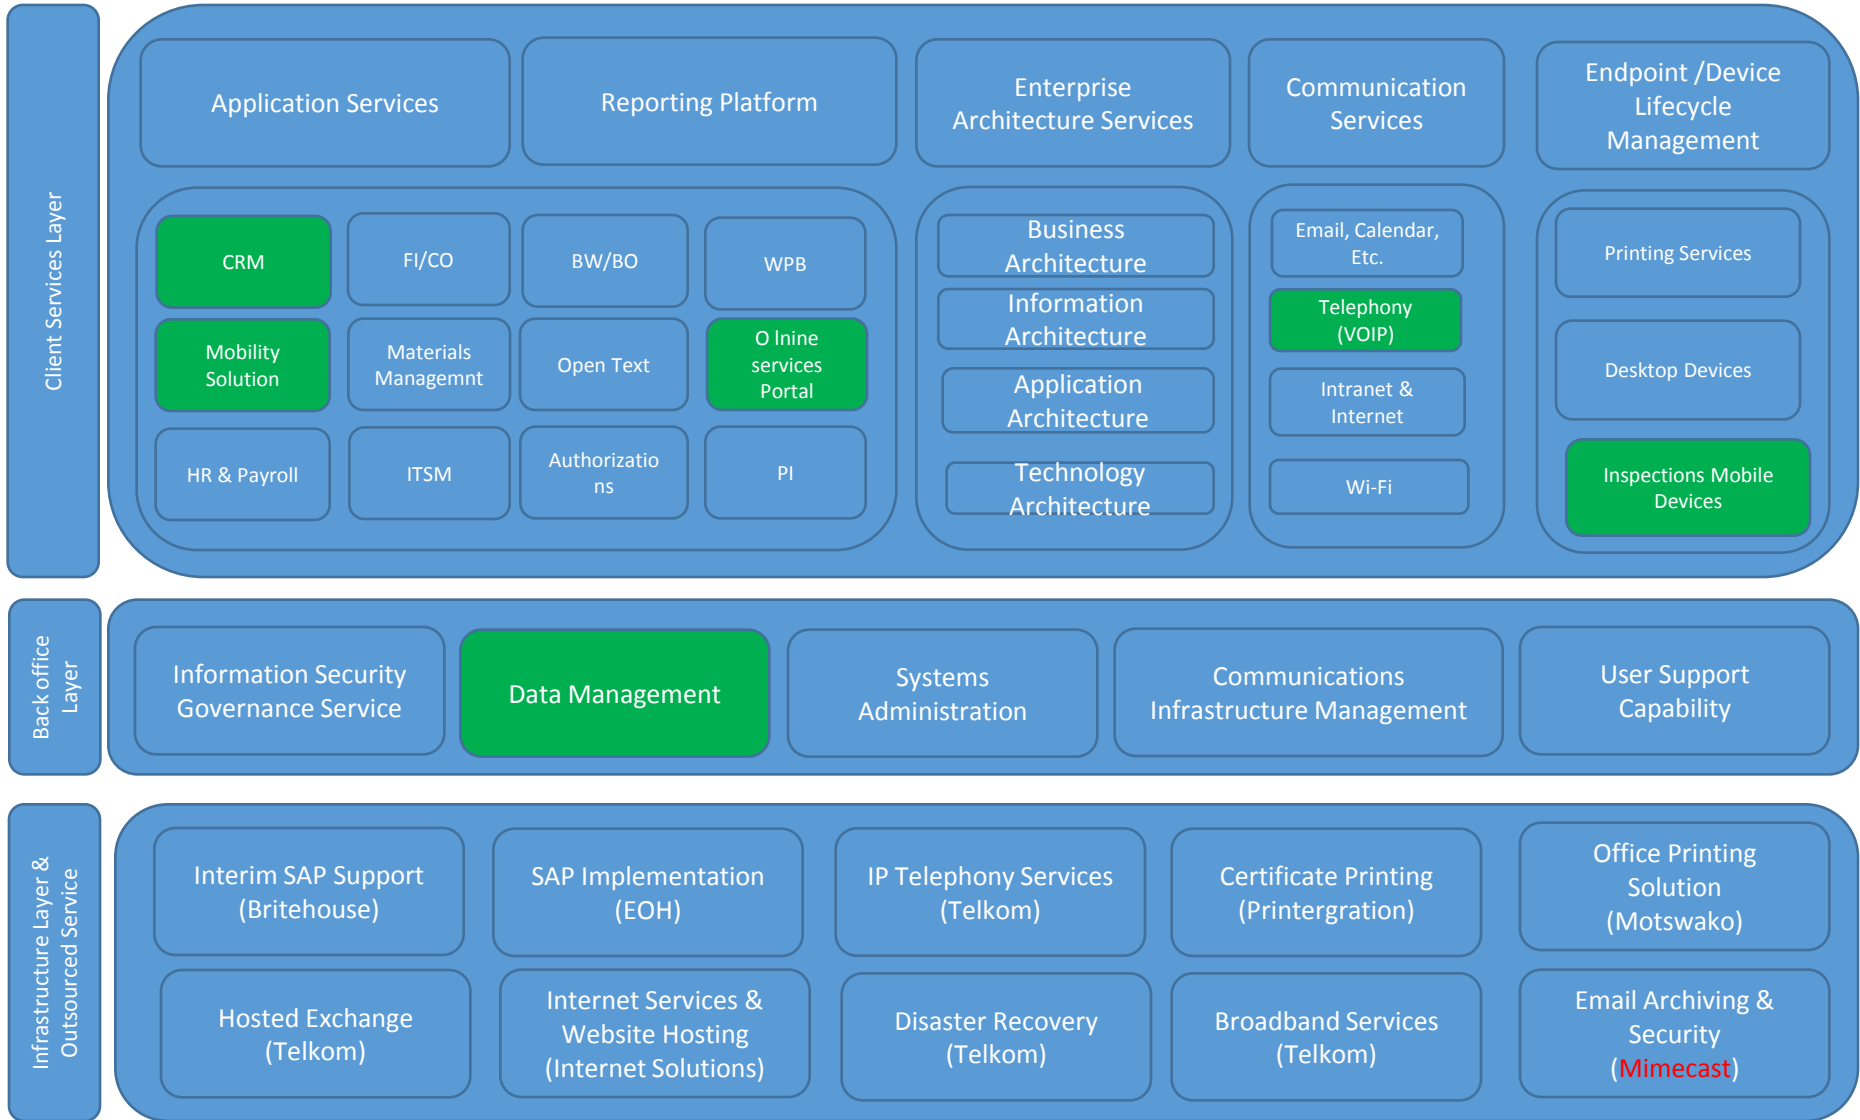 Client Services Layer
Application Services
Reporting Platform
Enterprise
Architecture Services
Communication
Services
Endpoint /Device
Lifecycle
Management
CRM
FI/CO
BW/BO
WPB
Mobility
Solution
Materials
Managemnt
Open Text
O lnine
services
Portal
HR & Payroll
ITSM
Authorizatio
ns
PI
Business
Architecture
Information
Architecture
Application
Architecture
Technology
Architecture
Email, Calendar,
Etc.
Telephony
(VOIP)
Intranet &
Internet
Wi-Fi
Printing Services
Desktop Devices
Inspections Mobile
Devices
Back office
Layer
Information Security
Governance Service
Data Management
Systems
Administration
Communications
Infrastructure Management
User Support
Capability
Infrastructure Layer &
Outsourced Service
Interim SAP Support
(Britehouse)
SAP Implementation
(EOH)
IP Telephony Services
(Telkom)
Certificate Printing
(Printergration)
Office Printing
Solution
(Motswako)
Hosted Exchange
(Telkom)
Internet Services &
Website Hosting
(Internet Solutions)
Disaster Recovery
(Telkom)
Broadband Services
(Telkom)
Email Archiving &
Security
(Mimecast)